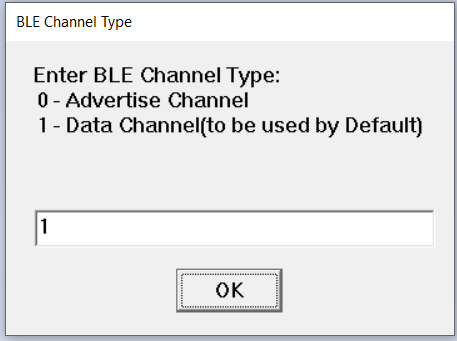 BLE Channel Type
Enter BLE Channel Type:
0 - Advertise Channel
1 - Data Channel(to be used by Default)
1
OK